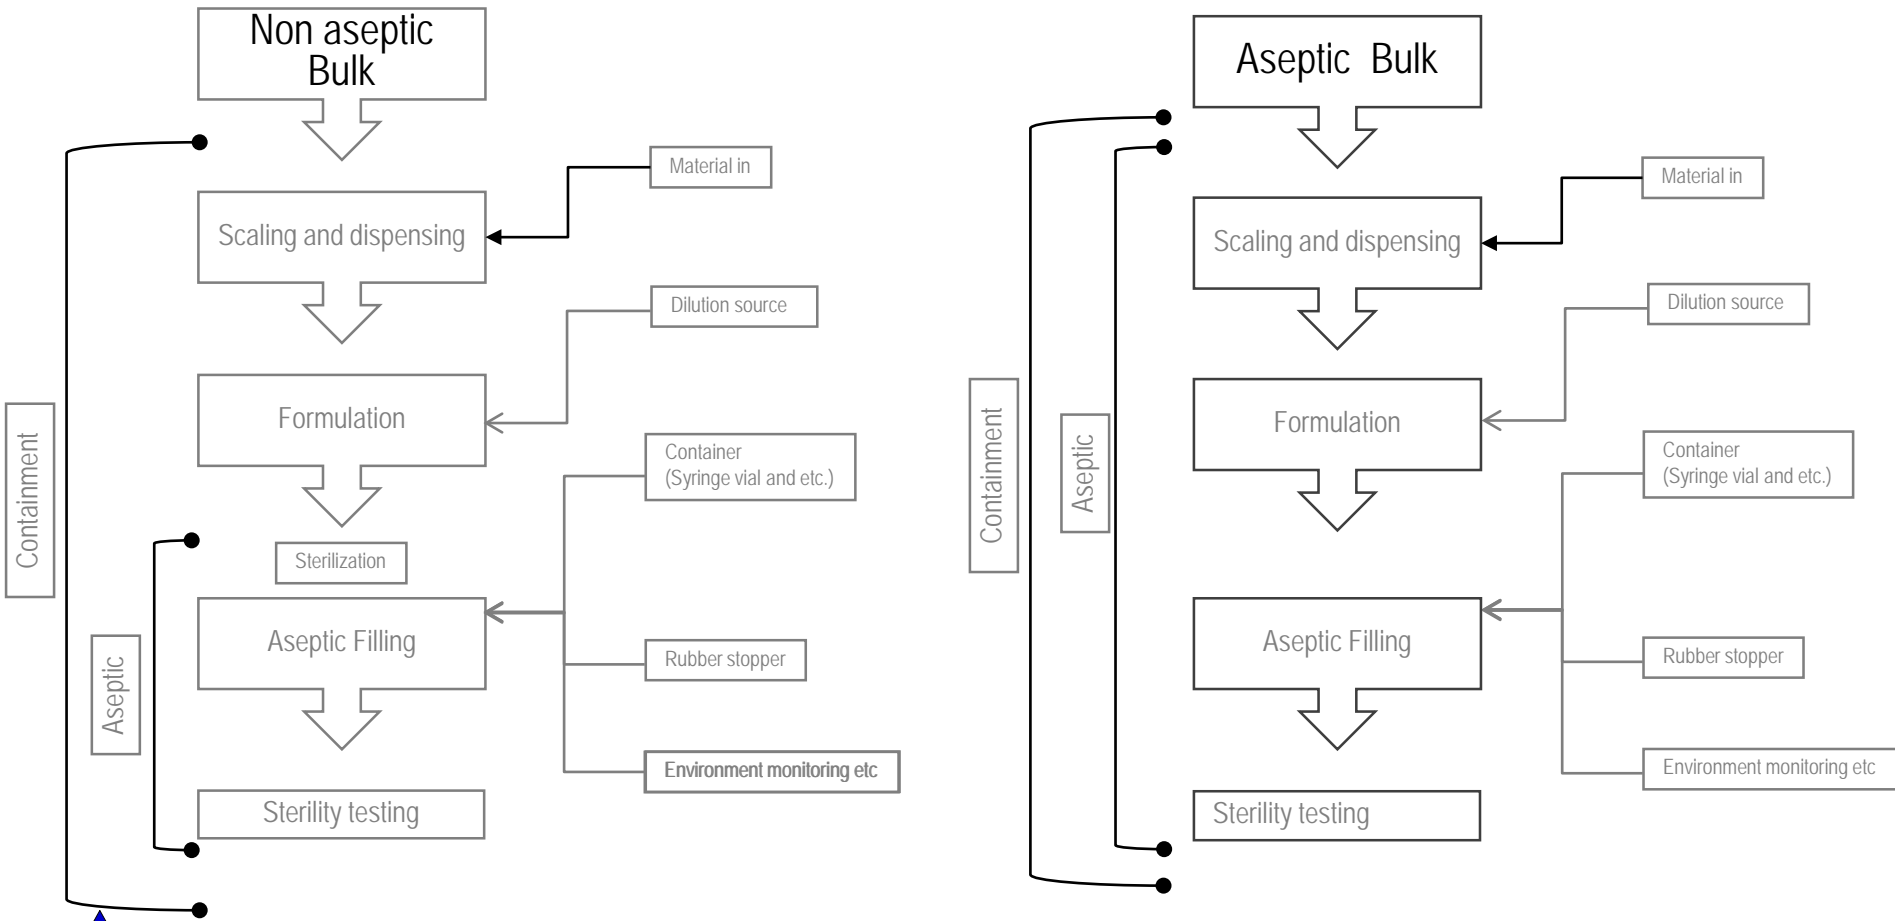 Non aseptic
Bulk
Material in
Scaling and dispensing
Dilution source
Formulation
Container
(Syringe vial and etc.)
Containment
Sterilization
Aseptic Filling
Aseptic
Rubber stopper
Environment monitoring etc
Sterility testing
Aseptic Bulk
Material in
Scaling and dispensing
Dilution source
Formulation
Container
(Syringe vial and etc.)
Containment
Aseptic
Aseptic Filling
Rubber stopper
Environment monitoring etc
Sterility testing